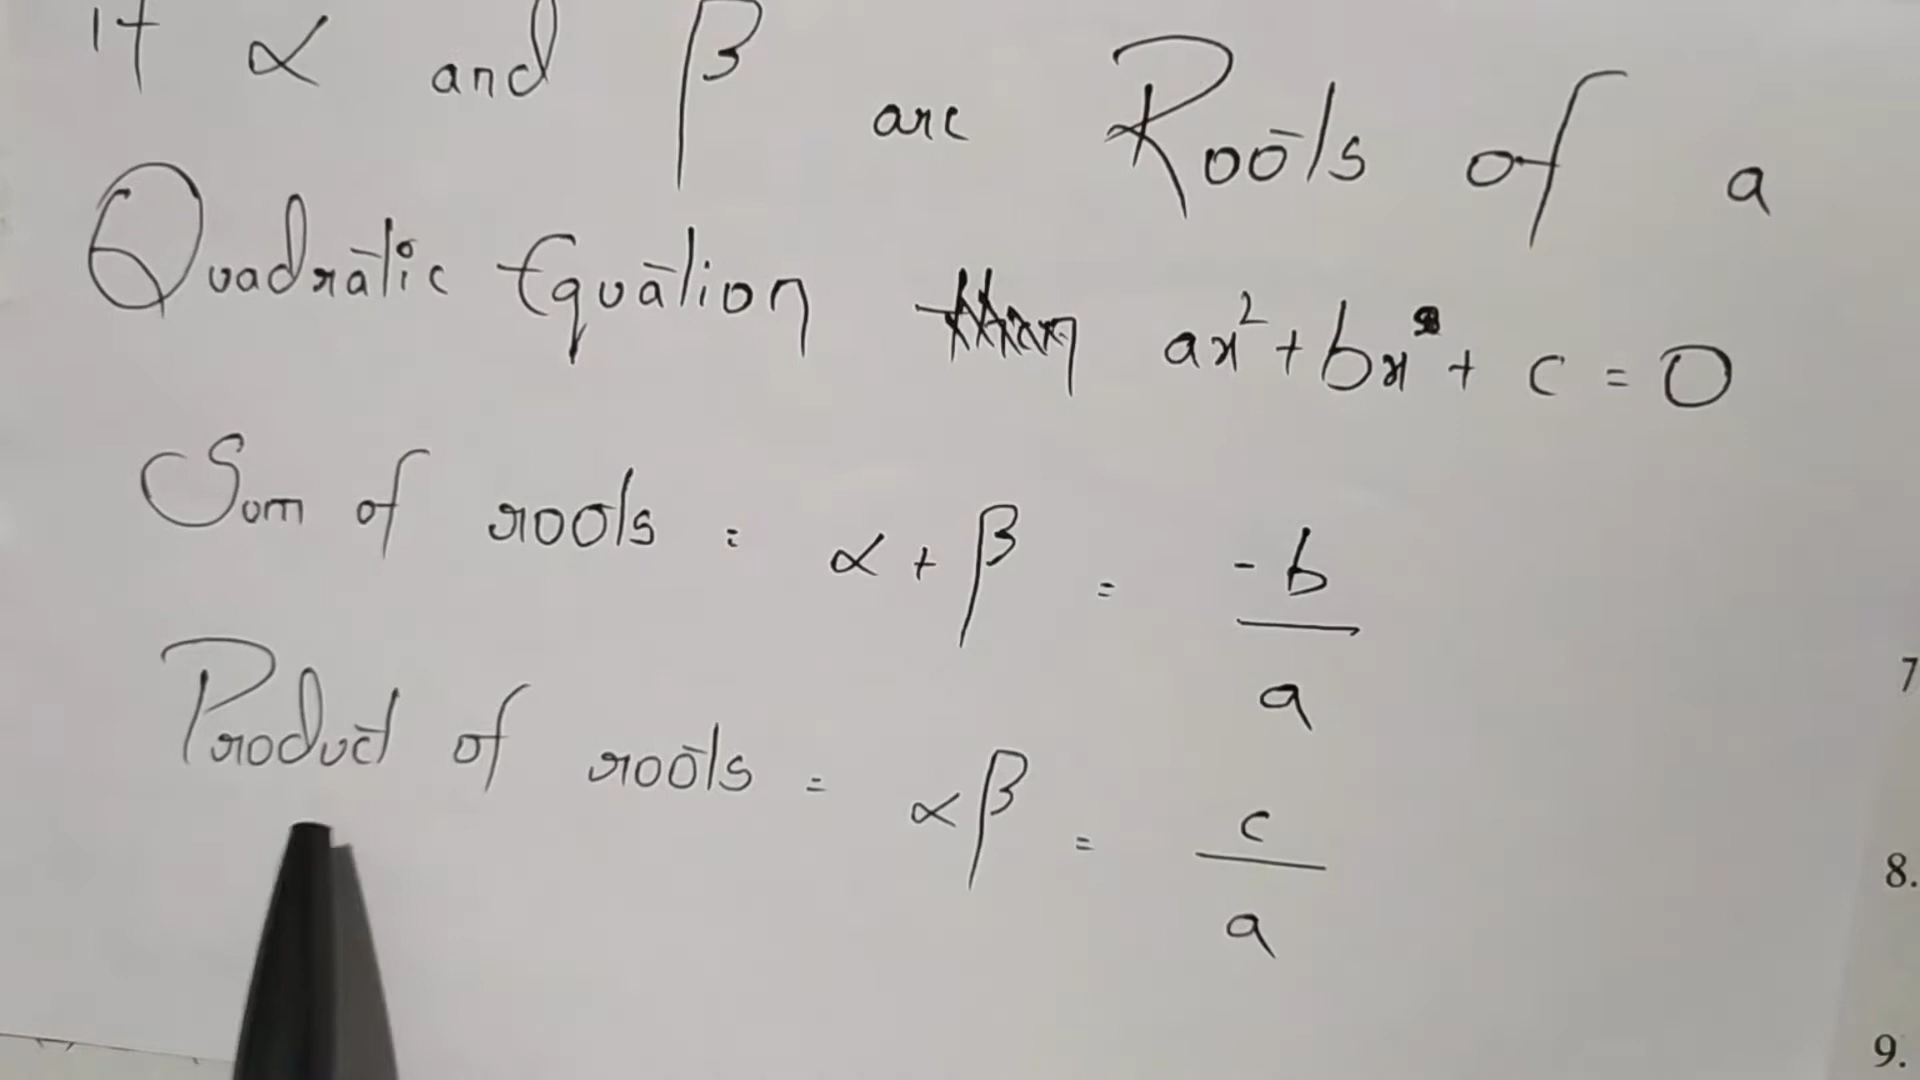 If α and β are Roots of a
Quadratic Equation ax² + bx + c = 0
Sum of roots = α + β = -b/a
Product of roots = αβ = c/a
7
8.
9.